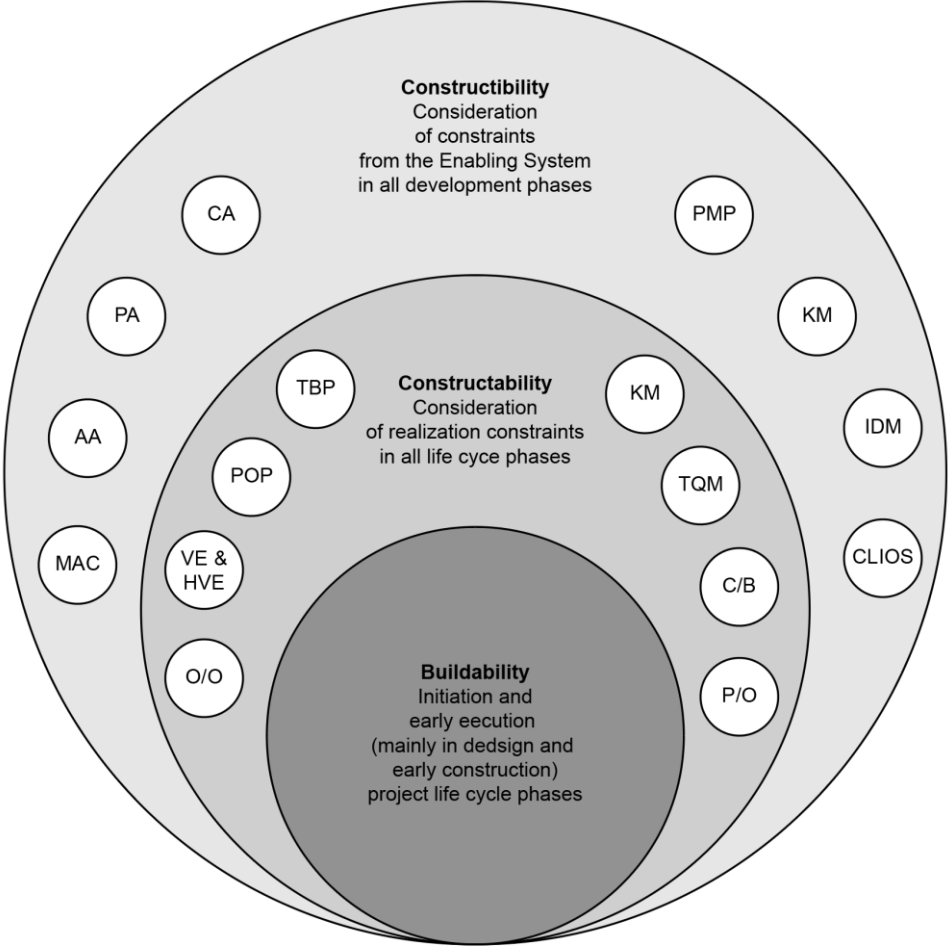 Constructibility
Consideration
of constraints
from the Enabling System
in all development phases
CA
PMP
PA
KM
AA
IDM
MAC
CLIOS
Constructability
Consideration
of realization constraints
in all life cyce phases
TBP
KM
POP
TQM
VE &
HVE
C/B
O/O
P/O
Buildability
Initiation and
early eecution
(mainly in dedsign and
early construction)
project life cycle phases